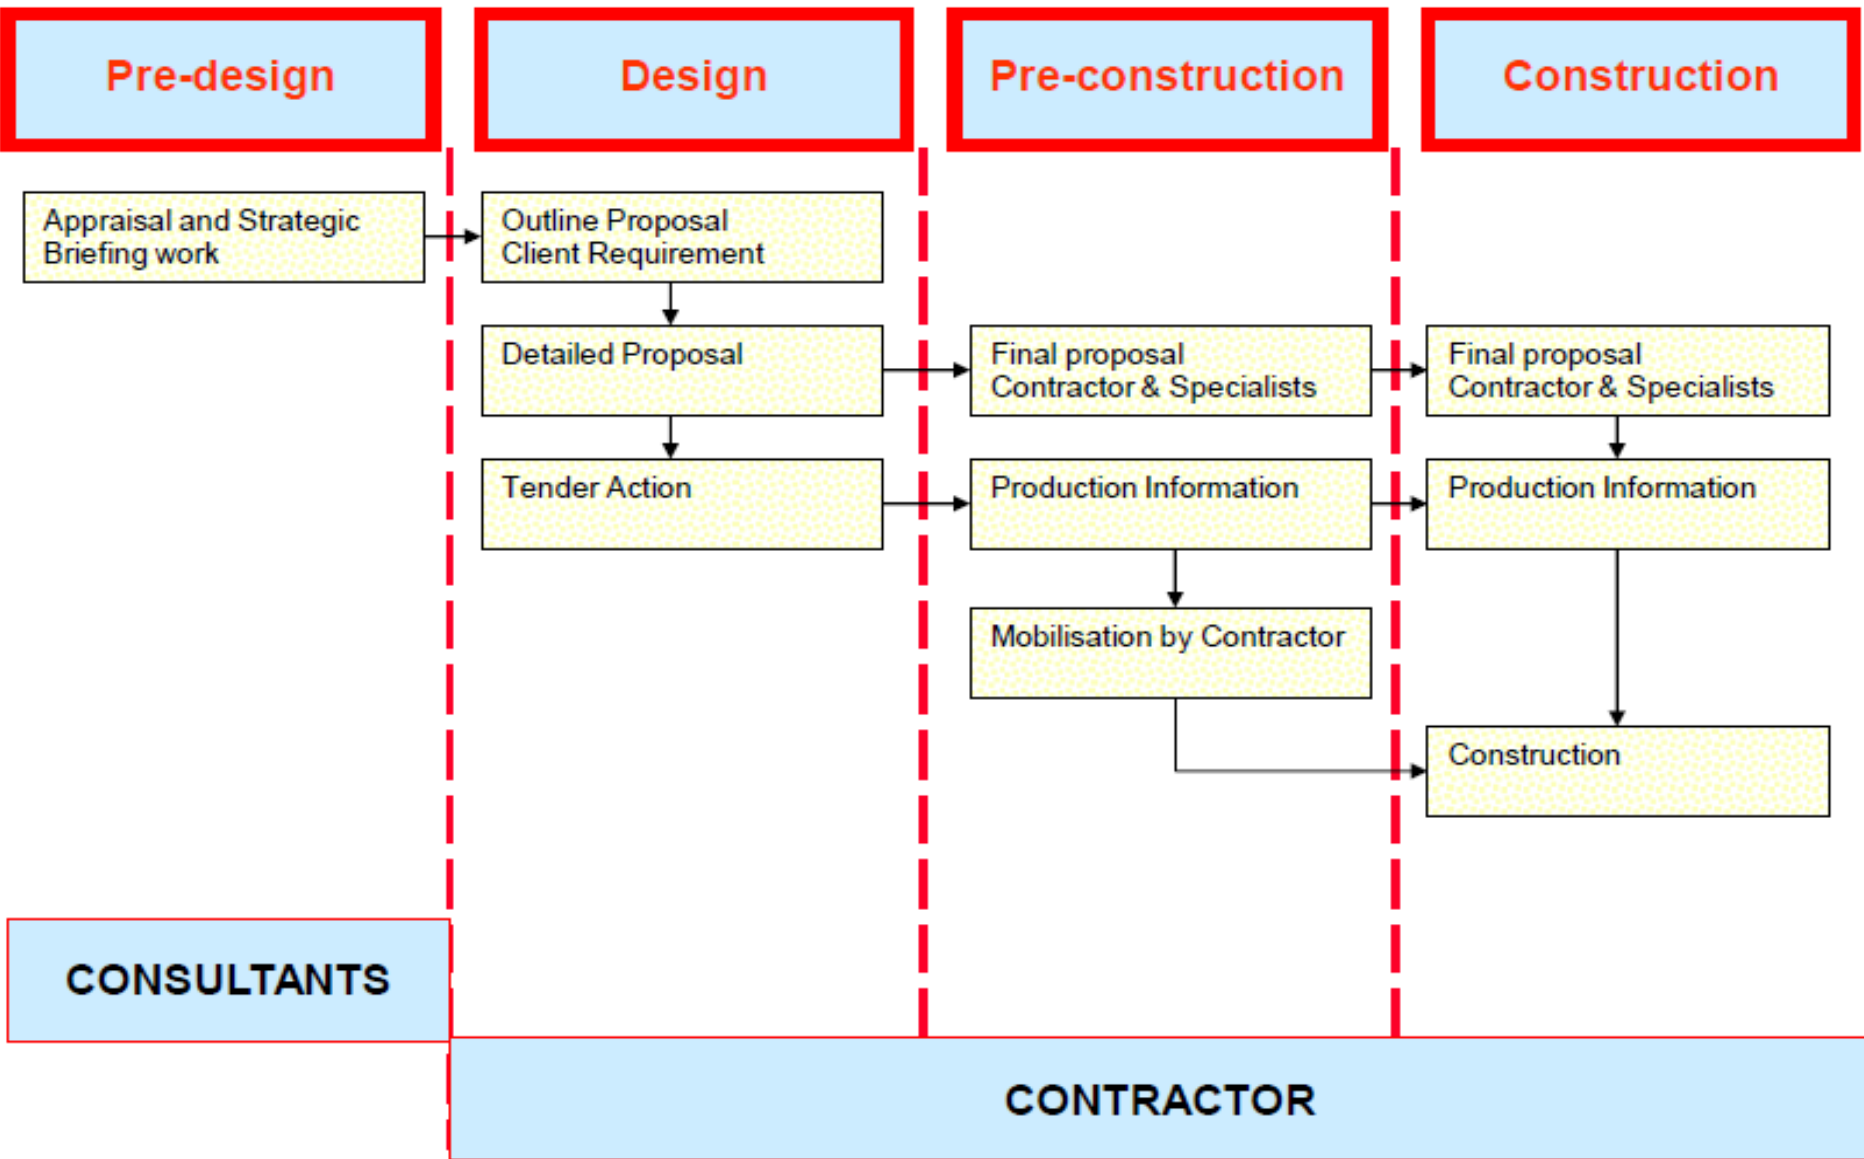 Pre-design
Design
Pre-construction
Construction
Appraisal and Strategic
Briefing work
Outline Proposal
Client Requirement
Detailed Proposal
Final proposal
Contractor & Specialists
Final proposal
Contractor & Specialists
Tender Action
Production Information
Production Information
Mobilisation by Contractor
Construction
CONSULTANTS
CONTRACTOR